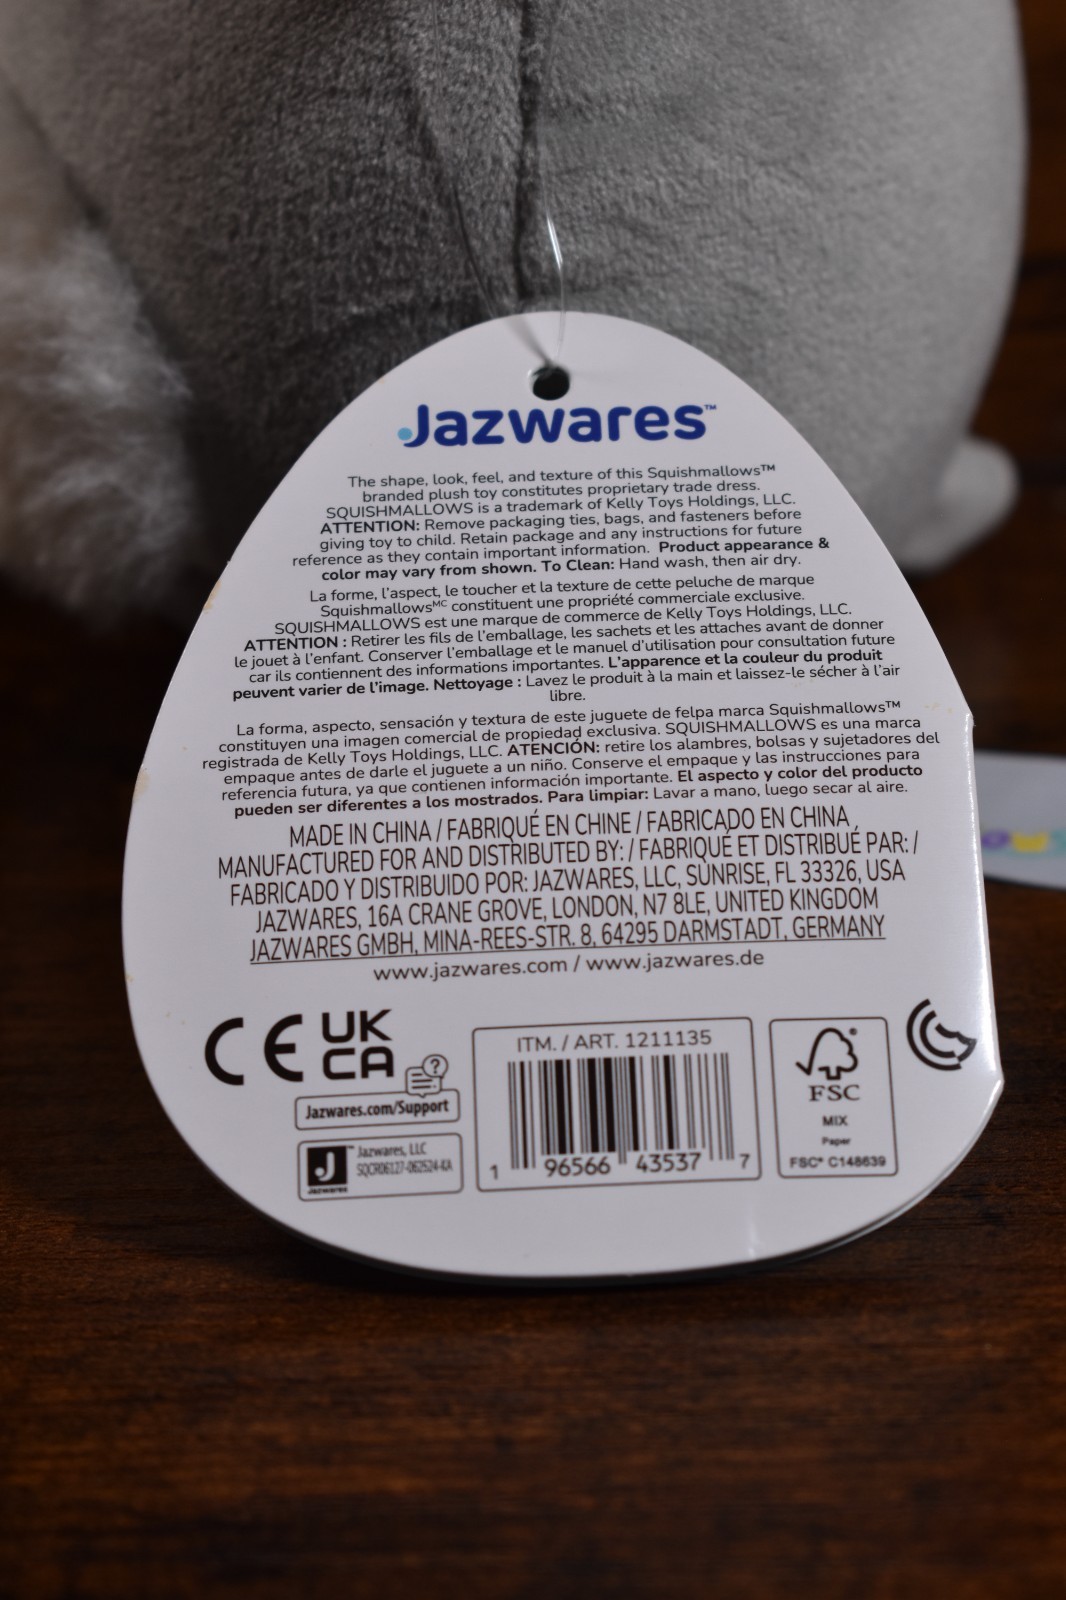 Jazwares™
The shape, look, feel, and texture of this Squishmallows™
branded plush toy constitutes proprietary trade dress.
SQUISHMALLOWS is a trademark of Kelly Toys Holdings, LLC.
ATTENTION: Remove packaging ties, bags, and fasteners before
giving toy to child. Retain package and any instructions for future
reference as they contain important information. Product appearance &
color may vary from shown. To Clean: Hand wash, then air dry.
La forme, l'aspect, le toucher et la texture de cette peluche de marque
Squishmallowsᴹᶜ constituent une propriété commerciale exclusive.
SQUISHMALLOWS est une marque de commerce de Kelly Toys Holdings, LLC.
ATTENTION : Retirer les fils de l'emballage, les sachets et les attaches avant de donner
le jouet à l'enfant. Conserver l'emballage et le manuel d'utilisation pour consultation future
car ils contiennent des informations importantes. L'apparence et la couleur du produit
peuvent varier de l'image. Nettoyage : Lavez le produit à la main et laissez-le sécher à l'air
libre.
La forma, aspecto, sensación y textura de este juguete de felpa marca Squishmallows™
constituyen una imagen comercial de propiedad exclusiva. SQUISHMALLOWS es una marca
registrada de Kelly Toys Holdings, LLC. ATENCIÓN: retire los alambres, bolsas y sujetadores del
empaque antes de darle el juguete a un niño. Conserve el empaque y las instrucciones para
referencia futura, ya que contienen información importante. El aspecto y color del producto
pueden ser diferentes a los mostrados. Para limpiar: Lavar a mano, luego secar al aire.
MADE IN CHINA / FABRIQUÉ EN CHINE / FABRICADO EN CHINA
MANUFACTURED FOR AND DISTRIBUTED BY: / FABRIQUÉ ET DISTRIBUÉ PAR: /
FABRICADO Y DISTRIBUIDO POR: JAZWARES, LLC, SUNRISE, FL 33326, USA
JAZWARES, 16A CRANE GROVE, LONDON, N7 8LE, UNITED KINGDOM
JAZWARES GMBH, MINA-REES-STR. 8, 64295 DARMSTADT, GERMANY
www.jazwares.com / www.jazwares.de
CE UK
CA
?
Jazwares.com/Support
J™
Jazwares
Jazwares, LLC
SQCR06127-062524-KA
ITM. / ART. 1211135
1 96566 43537 7
®
FSC
MIX
Paper
FSC® C148639